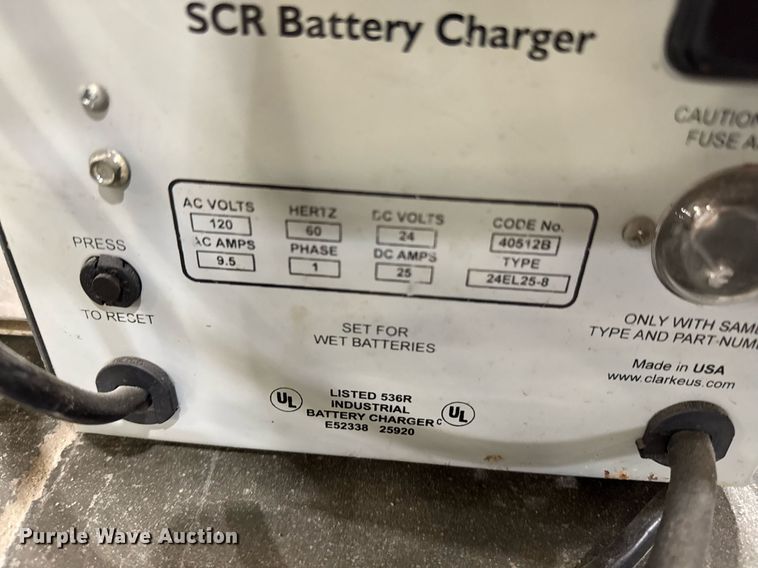 SCR Battery Charger
CAUTION
FUSE
AC VOLTS HERTZ DC VOLTS CODE No.
120 60 24 40512B
AC AMPS PHASE DC AMPS TYPE
9.5 1 25 24EL25-8
PRESS
TO RESET
SET FOR
WET BATTERIES
ONLY WITH SAME
TYPE AND PART-NUM
Made in USA
www.clarkeus.com
UL LISTED 536R
INDUSTRIAL
BATTERY CHARGER C UL
E52338 25920
Purple Wave Auction